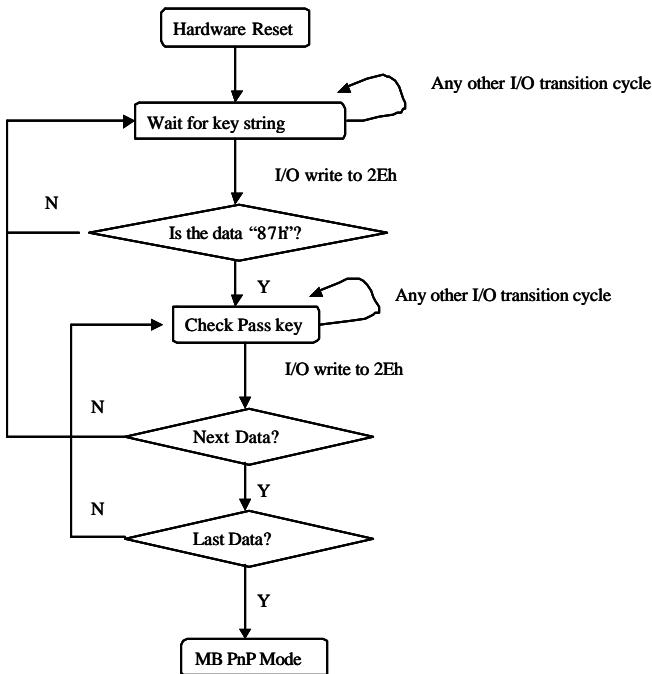 Hardware Reset
Any other I/O transition cycle
Wait for key string
I/O write to 2Eh
N
Is the data “87h”?
Y
Any other I/O transition cycle
Check Pass key
I/O write to 2Eh
N
Next Data?
Y
N
Last Data?
Y
MB PnP Mode